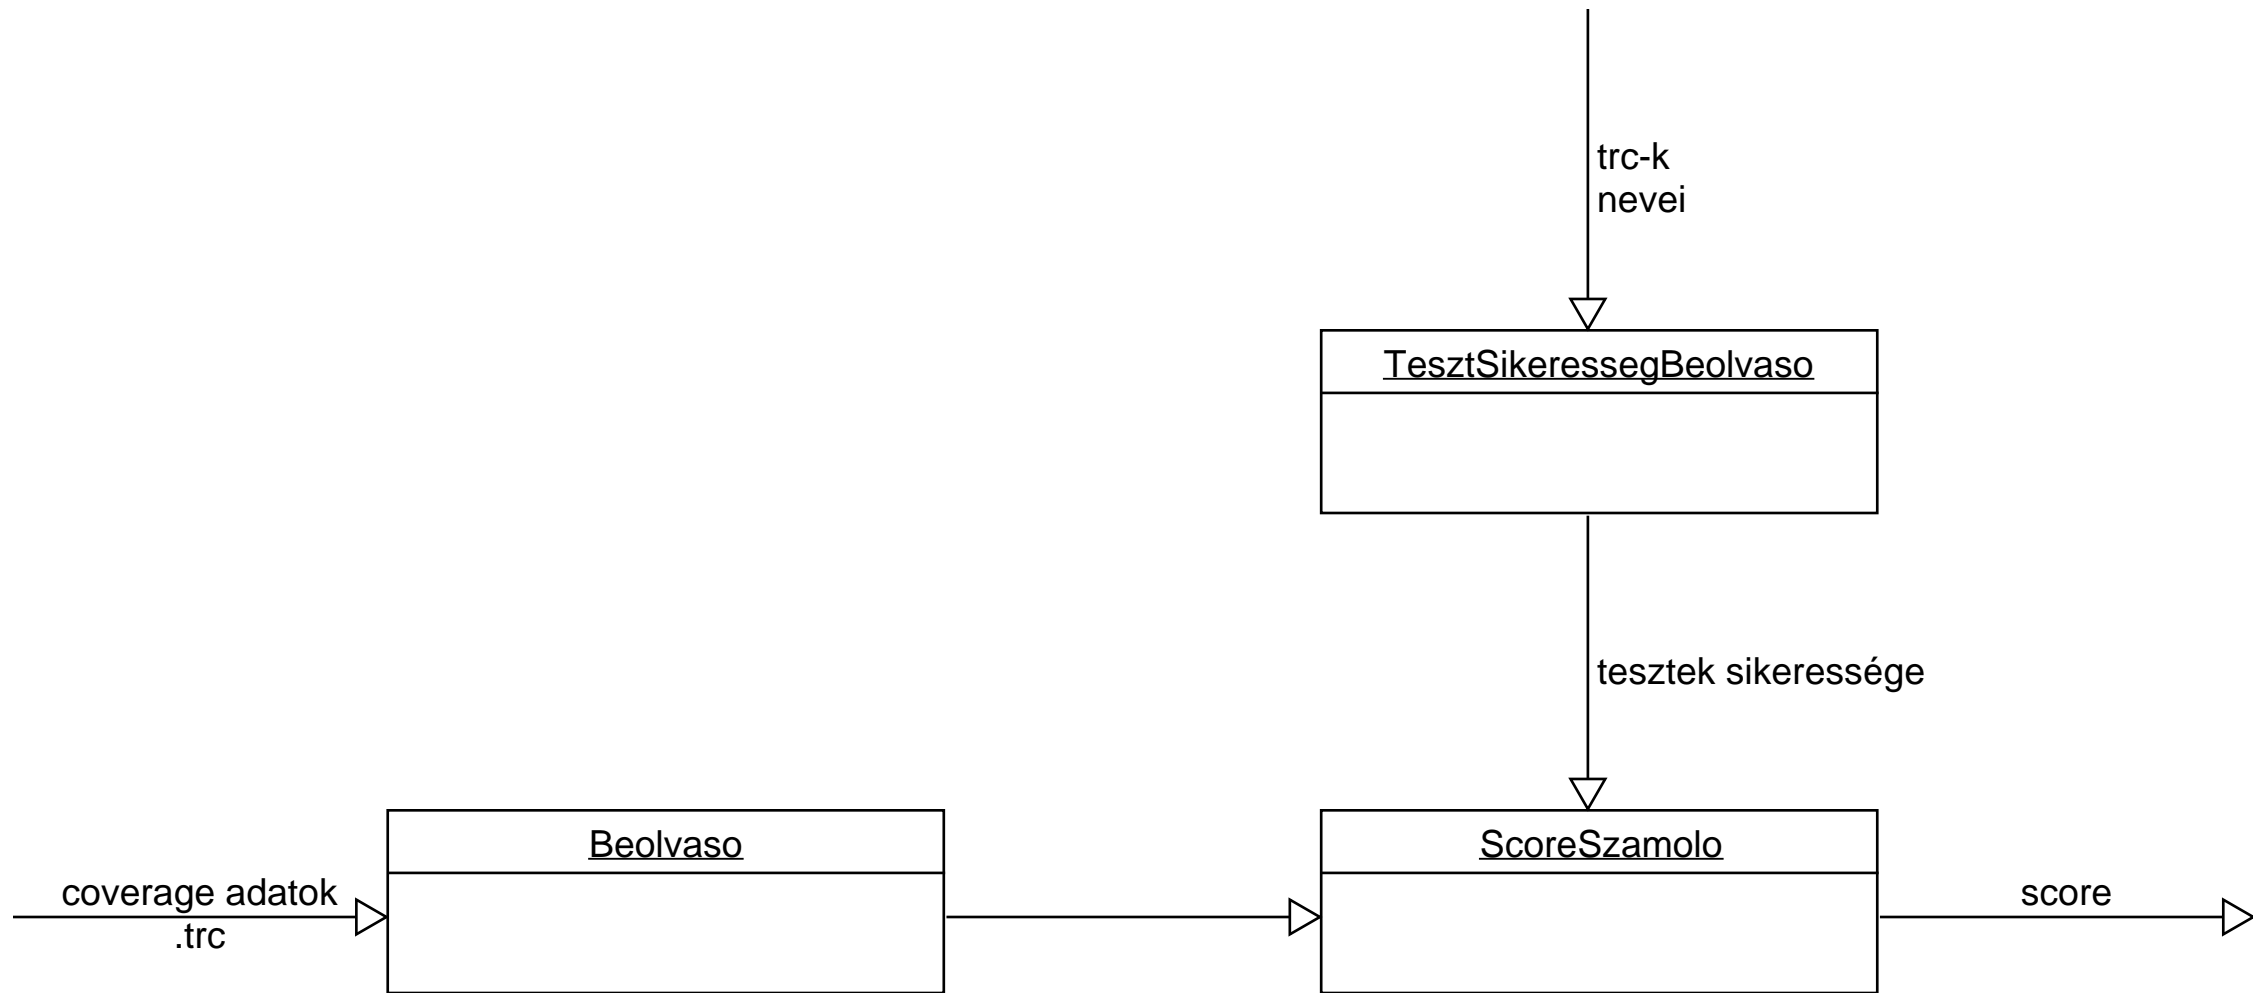 trc-k
nevei
TesztSikeressegBeolvaso
tesztek sikeressége
Beolvaso
ScoreSzamolo
coverage adatok
.trc
score